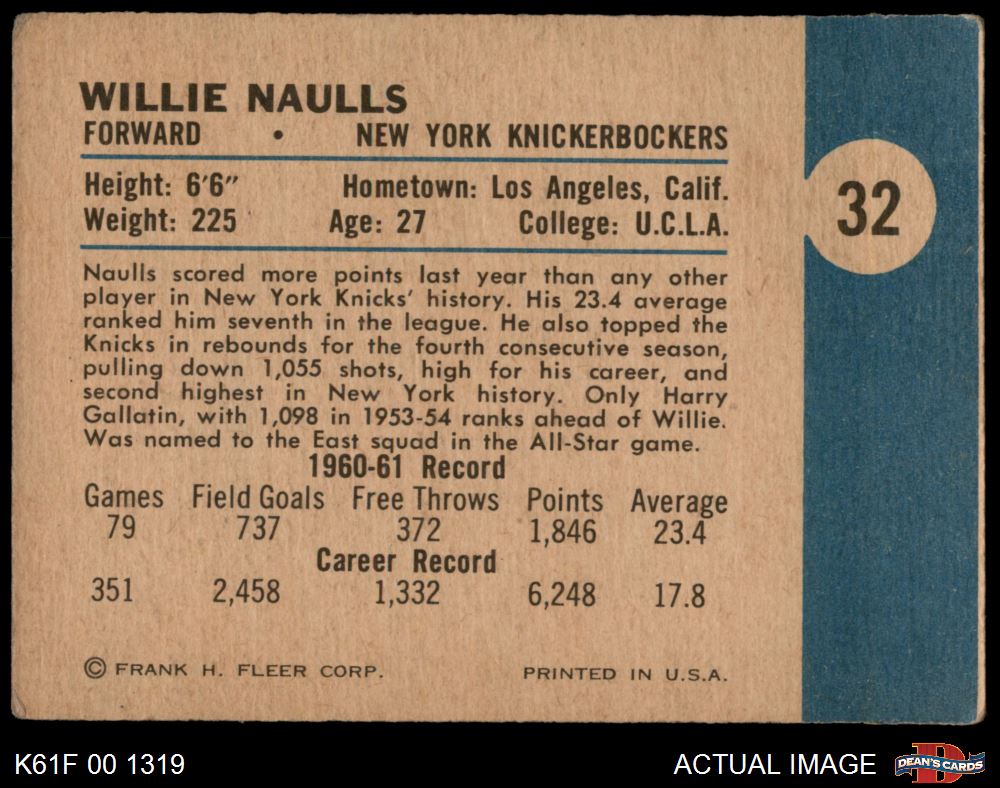 WILLIE NAULLS
FORWARD • NEW YORK KNICKERBOCKERS
Height: 6'6" Hometown: Los Angeles, Calif.
Weight: 225 Age: 27 College: U.C.L.A.
32
Naulls scored more points last year than any other
player in New York Knicks' history. His 23.4 average
ranked him seventh in the league. He also topped the
Knicks in rebounds for the fourth consecutive season,
pulling down 1,055 shots, high for his career, and
second highest in New York history. Only Harry
Gallatin, with 1,098 in 1953-54 ranks ahead of Willie.
Was named to the East squad in the All-Star game.
1960-61 Record
Games Field Goals Free Throws Points Average
79 737 372 1,846 23.4
Career Record
351 2,458 1,332 6,248 17.8
© FRANK H. FLEER CORP. PRINTED IN U.S.A.
K61F 00 1319 ACTUAL IMAGE D DEAN'S CARDS